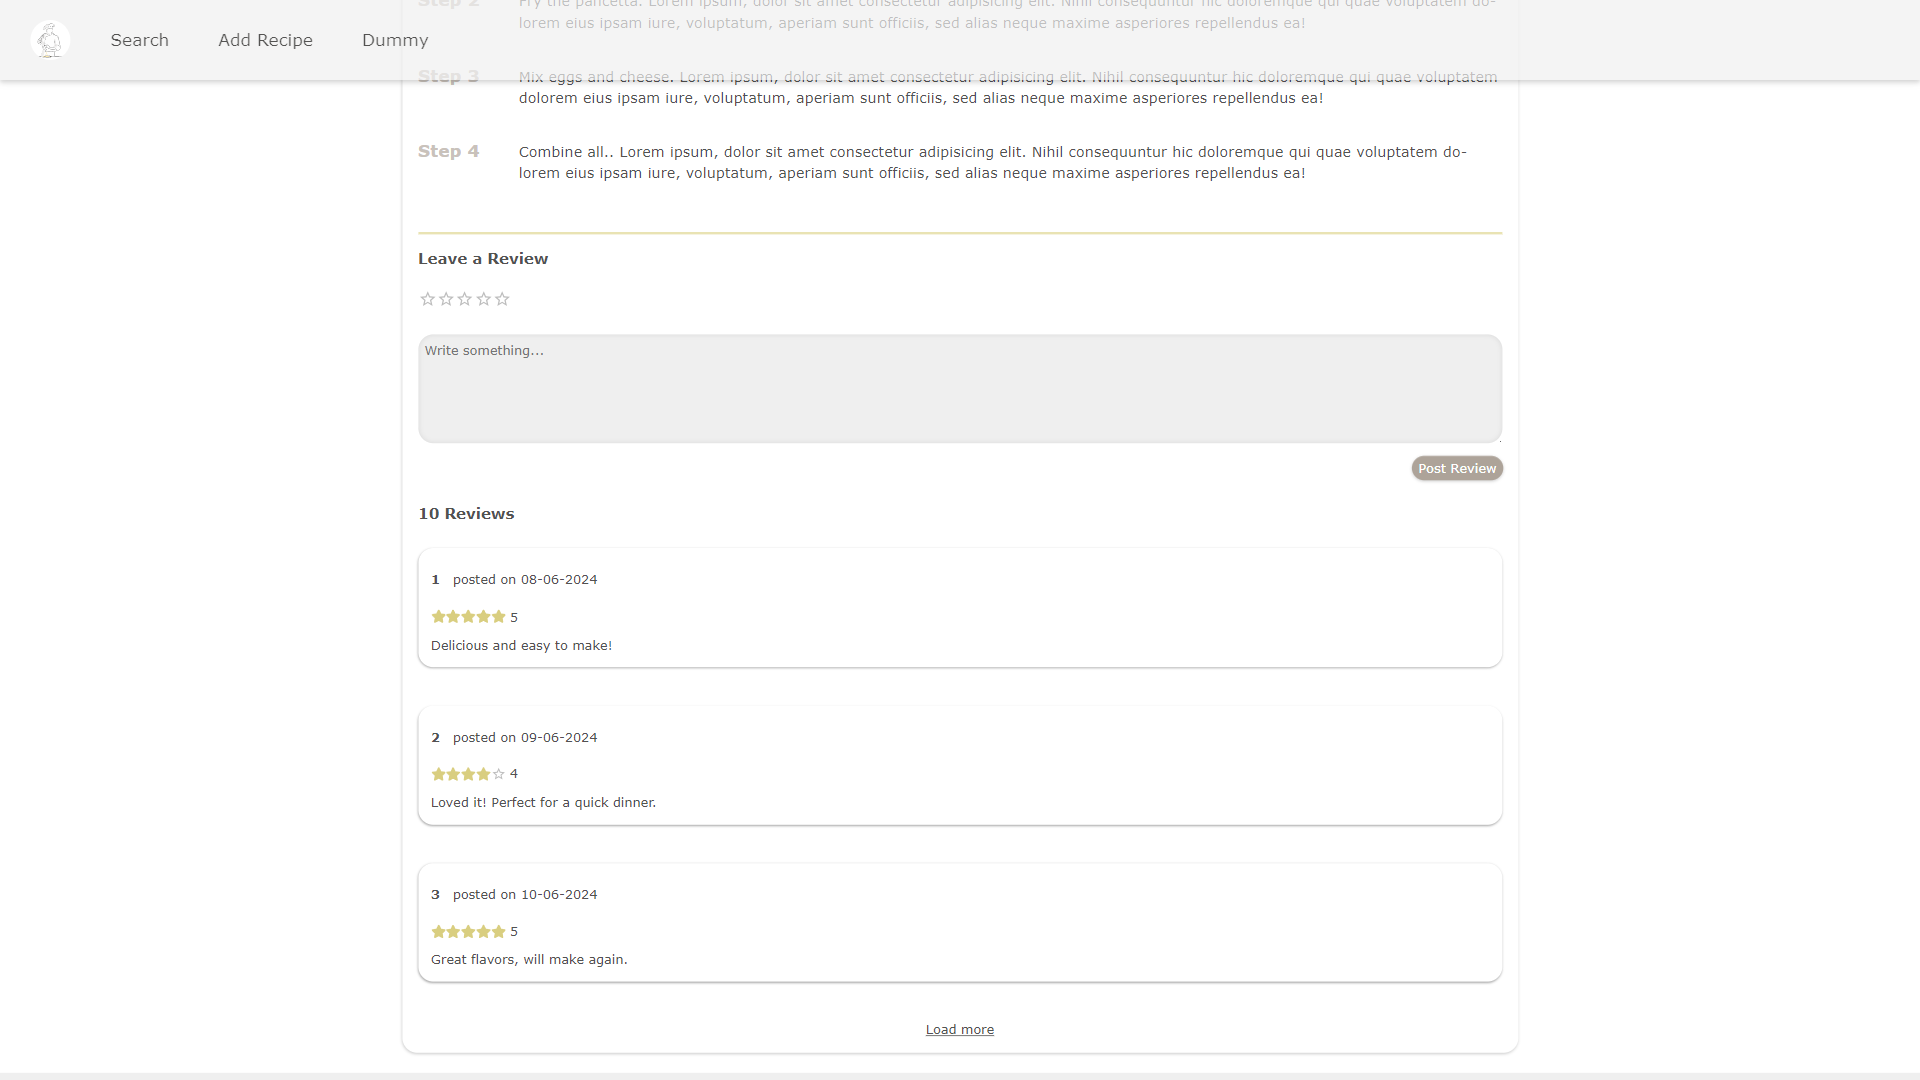 Search Add Recipe Dummy
Step 2 Fry the pancetta. Lorem ipsum, dolor sit amet consectetur adipisicing elit. Nihil consequuntur hic doloremque qui quae voluptatem do-
lorem eius ipsam iure, voluptatum, aperiam sunt officiis, sed alias neque maxime asperiores repellendus ea!
Step 3 Mix eggs and cheese. Lorem ipsum, dolor sit amet consectetur adipisicing elit. Nihil consequuntur hic doloremque qui quae voluptatem
dolorem eius ipsam iure, voluptatum, aperiam sunt officiis, sed alias neque maxime asperiores repellendus ea!
Step 4 Combine all.. Lorem ipsum, dolor sit amet consectetur adipisicing elit. Nihil consequuntur hic doloremque qui quae voluptatem do-
lorem eius ipsam iure, voluptatum, aperiam sunt officiis, sed alias neque maxime asperiores repellendus ea!
Leave a Review
Write something...
Post Review
10 Reviews
1 posted on 08-06-2024
5
Delicious and easy to make!
2 posted on 09-06-2024
4
Loved it! Perfect for a quick dinner.
3 posted on 10-06-2024
5
Great flavors, will make again.
Load more